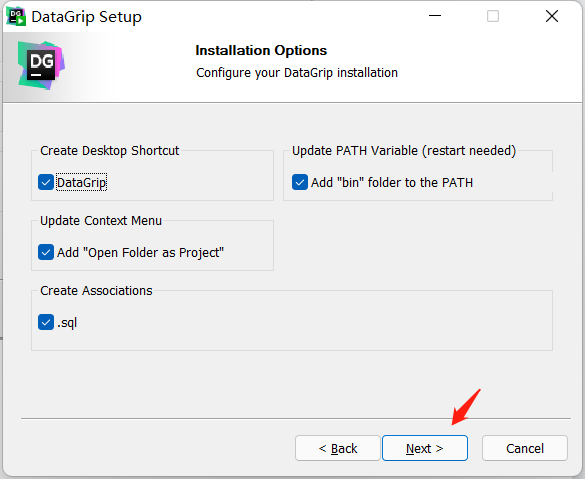 DG
DataGrip Setup
DG
Installation Options
Configure your DataGrip installation
Create Desktop Shortcut
DataGrip
Update PATH Variable (restart needed)
Add "bin" folder to the PATH
Update Context Menu
Add "Open Folder as Project"
Create Associations
.sql
< Back
Next >
Cancel